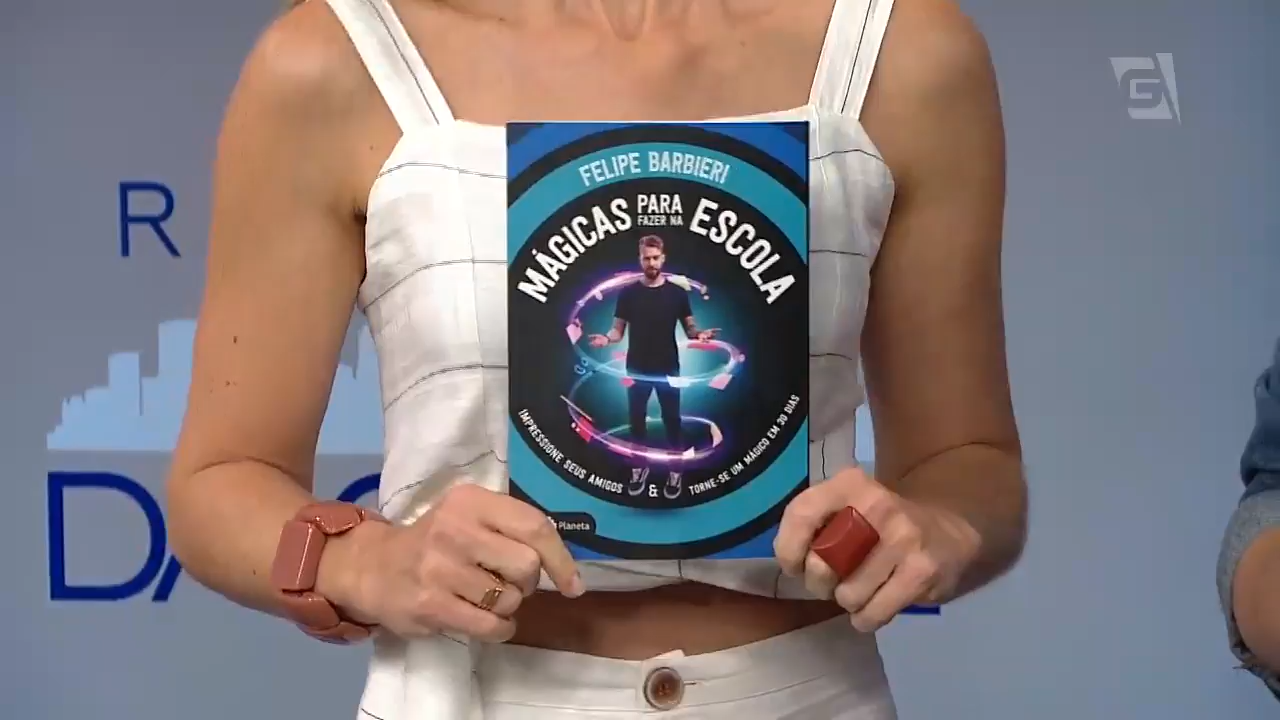 FELIPE BARBIERI
MÁGICAS PARA FAZER NA ESCOLA
IMPRESSIONE SEUS AMIGOS & TORNE-SE UM MÁGICO EM 30 DIAS
Planeta
R
D
G